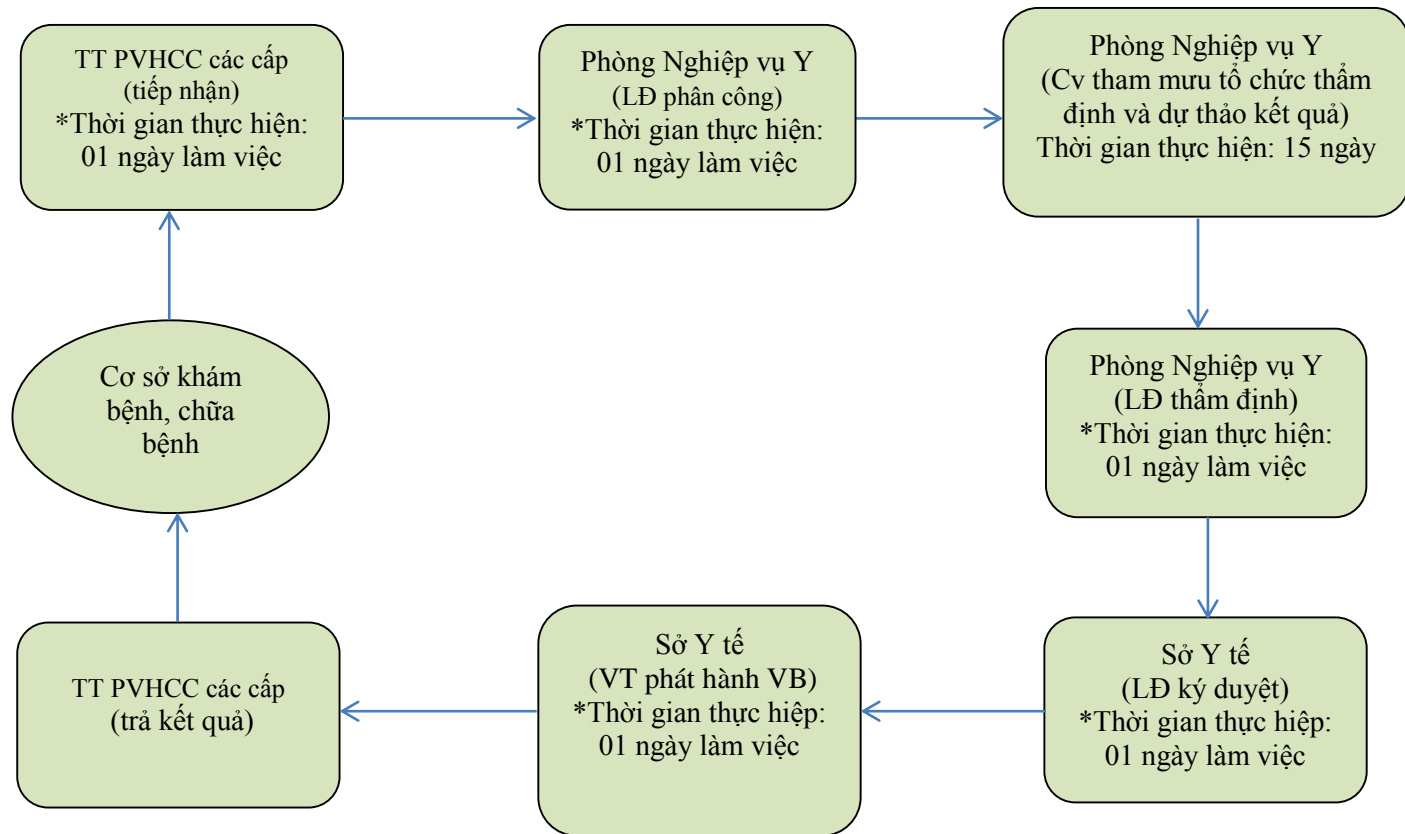 TT PVHCC các cấp
(tiếp nhận)
*Thời gian thực hiện:
01 ngày làm việc
Phòng Nghiệp vụ Y
(LĐ phân công)
*Thời gian thực hiện:
01 ngày làm việc
Phòng Nghiệp vụ Y
(Cv tham mưu tổ chức thẩm
định và dự thảo kết quả)
Thời gian thực hiện: 15 ngày
Cơ sở khám
bệnh, chữa
bệnh
Phòng Nghiệp vụ Y
(LĐ thẩm định)
*Thời gian thực hiện:
01 ngày làm việc
TT PVHCC các cấp
(trả kết quả)
Sở Y tế
(VT phát hành VB)
*Thời gian thực hiệp:
01 ngày làm việc
Sở Y tế
(LĐ ký duyệt)
*Thời gian thực hiệp:
01 ngày làm việc